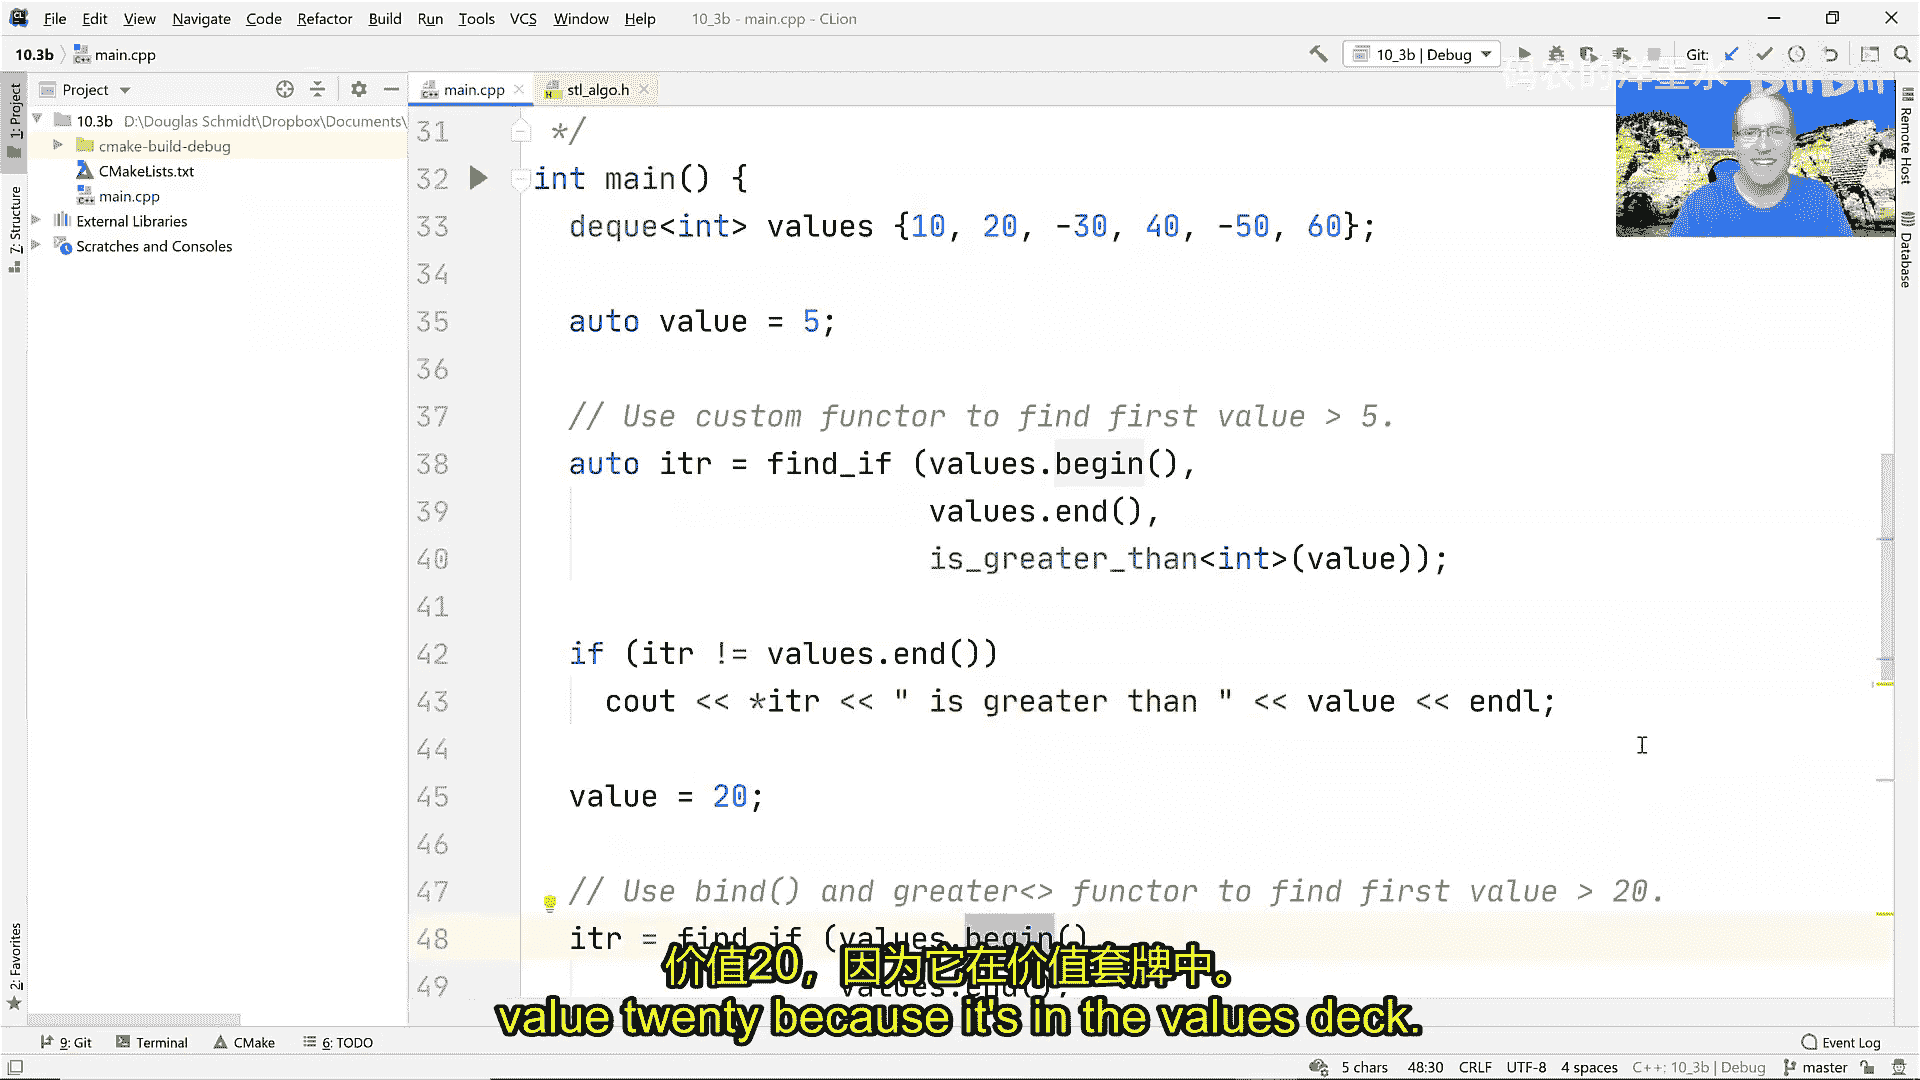 File Edit View Navigate Code Refactor Build Run Tools VCS Window Help 10_3b - main.cpp - CLion
10.3b main.cpp 10_3b | Debug Git:
码农的洋墨水
1: Project
Project
main.cpp
stl_algo.h
10.3b D:\Douglas Schmidt\Dropbox\Documents\
cmake-build-debug
CMakeLists.txt
main.cpp
External Libraries
Scratches and Consoles
7: Structure
2: Favorites
Remote Host
Database
31 */
32 int main() {
33 deque<int> values {10, 20, -30, 40, -50, 60};
34
35 auto value = 5;
36
37 // Use custom functor to find first value > 5.
38 auto itr = find_if (values.begin(),
39 values.end(),
40 is_greater_than<int>(value));
41
42 if (itr != values.end())
43 cout << *itr << " is greater than " << value << endl;
44
45 value = 20;
46
47 // Use bind() and greater<> functor to find first value > 20.
48 itr = find_if (values.begin()
49 values.end(),
价值20，因为它在价值套牌中。
value twenty because it's in the values deck.
9: Git Terminal CMake 6: TODO Event Log
5 chars 48:30 CRLF UTF-8 4 spaces C++: 10_3b | Debug master